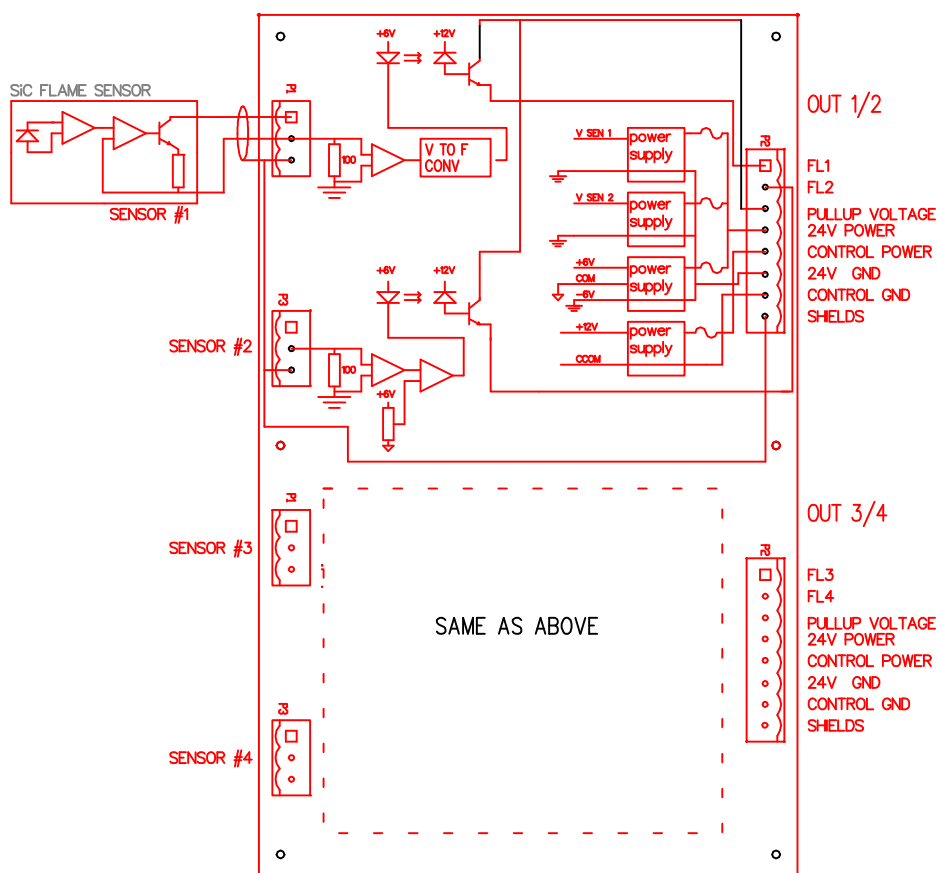 +6V
+12V
SiC FLAME SENSOR
P1
OUT 1/2
V SEN 1
power
supply
P2
100
V TO F
CONV
FL1
FL2
SENSOR #1
V SEN 2
power
supply
PULLUP VOLTAGE
24V POWER
CONTROL POWER
+6V
+12V
+6V
COM
-6V
power
supply
24V GND
CONTROL GND
P3
SHIELDS
+12V
power
supply
SENSOR #2
100
CCOM
+6V
P1
OUT 3/4
SENSOR #3
P2
FL3
FL4
SAME AS ABOVE
PULLUP VOLTAGE
24V POWER
CONTROL POWER
24V GND
CONTROL GND
P3
SHIELDS
SENSOR #4